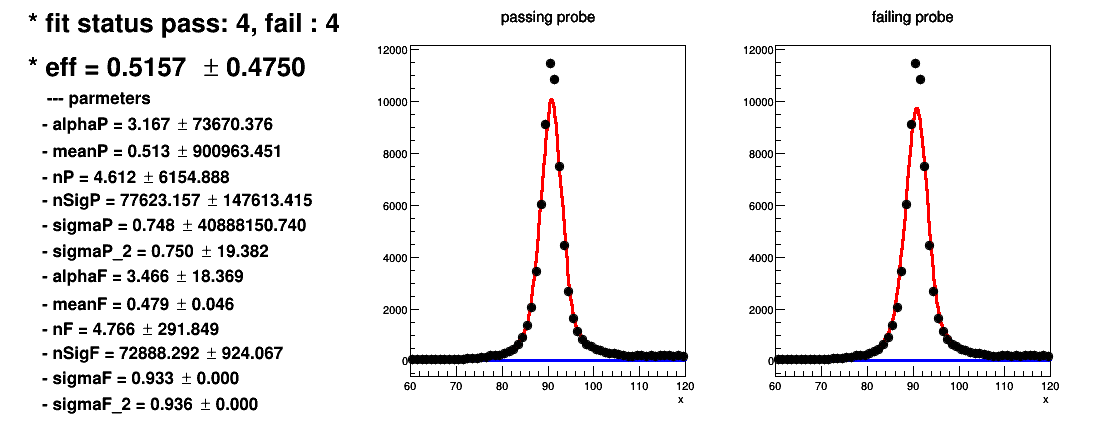 * fit status pass: 4, fail : 4
* eff = 0.5157 ± 0.4750
--- parmeters
- alphaP = 3.167 ± 73670.376
- meanP = 0.513 ± 900963.451
- nP = 4.612 ± 6154.888
- nSigP = 77623.157 ± 147613.415
- sigmaP = 0.748 ± 40888150.740
- sigmaP_2 = 0.750 ± 19.382
- alphaF = 3.466 ± 18.369
- meanF = 0.479 ± 0.046
- nF = 4.766 ± 291.849
- nSigF = 72888.292 ± 924.067
- sigmaF = 0.933 ± 0.000
- sigmaF_2 = 0.936 ± 0.000
passing probe
12000
10000
8000
6000
4000
2000
0
60 70 80 90 100 110 120
x
failing probe
12000
10000
8000
6000
4000
2000
0
60 70 80 90 100 110 120
x